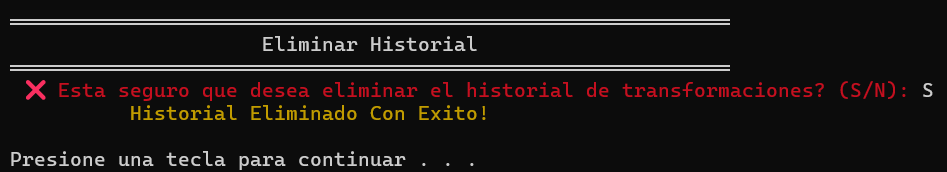 Eliminar Historial
❌ Esta seguro que desea eliminar el historial de transformaciones? (S/N): S
Historial Eliminado Con Exito!
Presione una tecla para continuar . . .